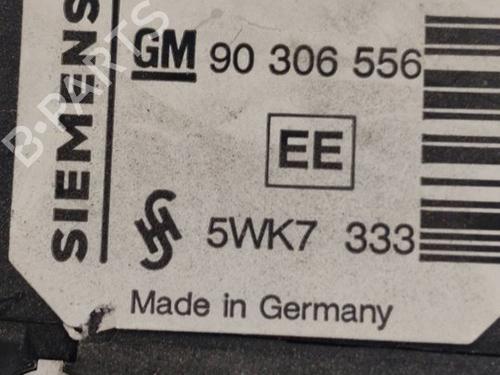 SIEMENS
GM 90 306 556
EE
5WK7 333
Made in Germany
B-PARTS